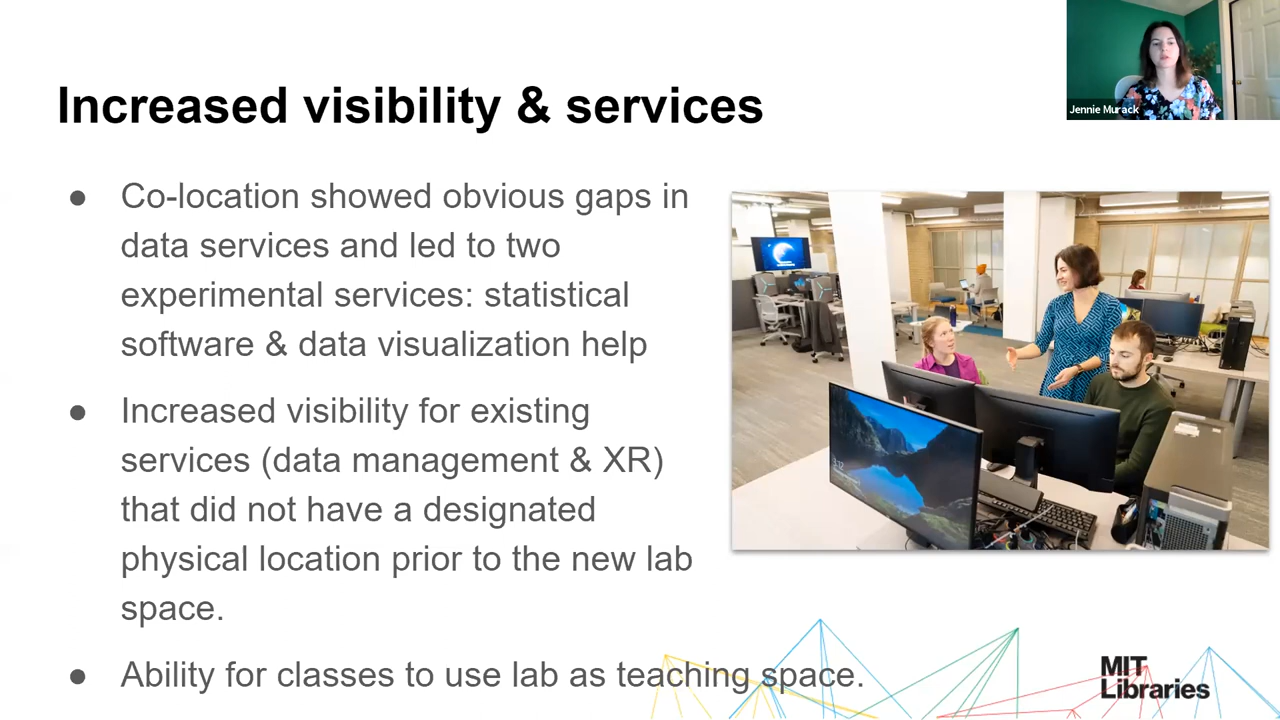 Increased visibility & services
Jennie Murack
● Co-location showed obvious gaps in
data services and led to two
experimental services: statistical
software & data visualization help
● Increased visibility for existing
services (data management & XR)
that did not have a designated
physical location prior to the new lab
space.
● Ability for classes to use lab as teaching space.
MIT
Libraries